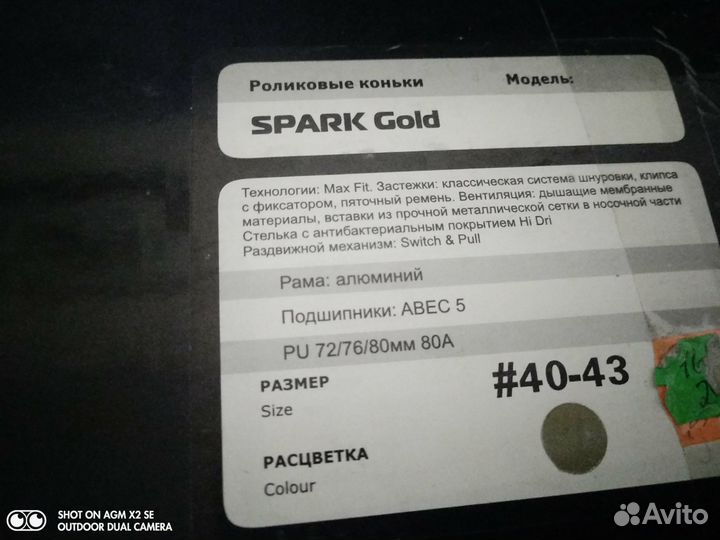 Роликовые коньки Модель:
SPARK Gold
Технологии: Max Fit. Застежки: классическая система шнуровки, клипса
с фиксатором, пяточный ремень. Вентиляция: дышащие мембранные
материалы, вставки из прочной металлической сетки в носочной части
Стелька с антибактериальным покрытием Hi Dri
Раздвижной механизм: Switch & Pull
Рама: алюминий
Подшипники: ABEC 5
PU 72/76/80мм 80A
РАЗМЕР #40-43
Size
РАСЦВЕТКА
Colour
SHOT ON AGM X2 SE
OUTDOOR DUAL CAMERA
Avito